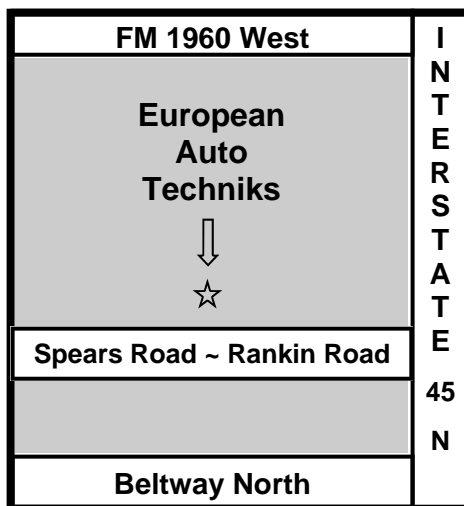 FM 1960 West
European
Auto
Techniks
Spears Road ~ Rankin Road
Beltway North
I
N
T
E
R
S
T
A
T
E
45
N